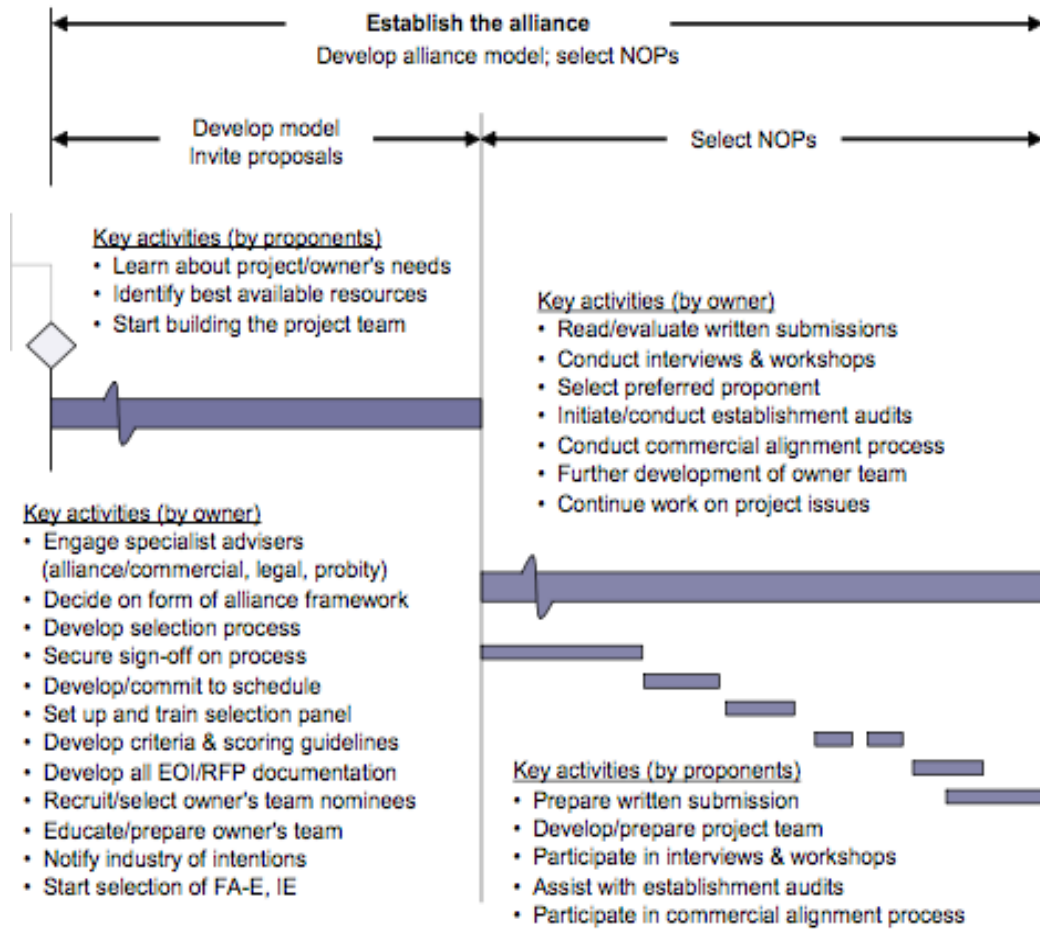 Establish the alliance
Develop alliance model; select NOPs
Develop model
Invite proposals
Select NOPs
Key activities (by proponents)
• Learn about project/owner's needs
• Identify best available resources
• Start building the project team
Key activities (by owner)
• Read/evaluate written submissions
• Conduct interviews & workshops
• Select preferred proponent
• Initiate/conduct establishment audits
• Conduct commercial alignment process
• Further development of owner team
• Continue work on project issues
Key activities (by owner)
• Engage specialist advisers
(alliance/commercial, legal, probity)
• Decide on form of alliance framework
• Develop selection process
• Secure sign-off on process
• Develop/commit to schedule
• Set up and train selection panel
• Develop criteria & scoring guidelines
• Develop all EOI/RFP documentation
• Recruit/select owner's team nominees
• Educate/prepare owner's team
• Notify industry of intentions
• Start selection of FA-E, IE
Key activities (by proponents)
• Prepare written submission
• Develop/prepare project team
• Participate in interviews & workshops
• Assist with establishment audits
• Participate in commercial alignment process